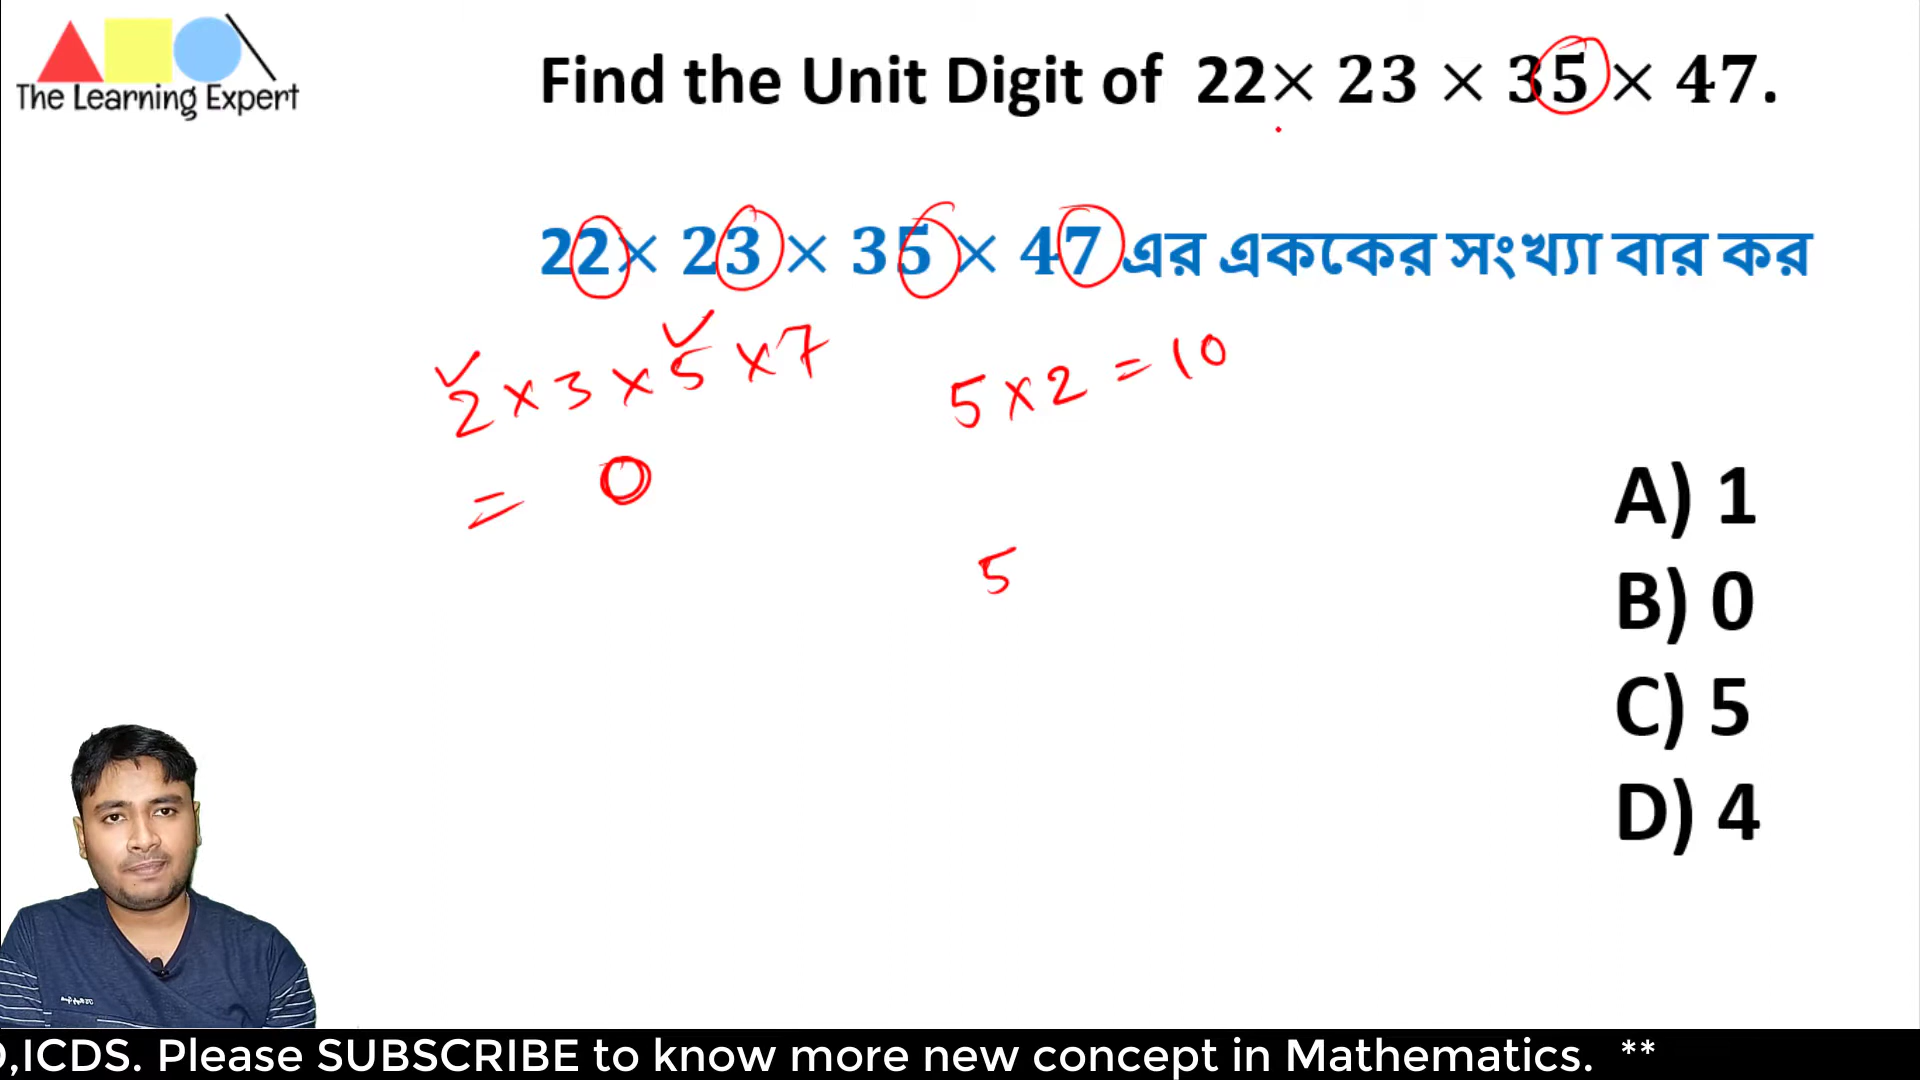 The Learning Expert
Find the Unit Digit of 22× 23 × 35 × 47.
22× 23 × 35 × 47 এর এককের সংখ্যা বার কর
2 × 3 × 5 × 7
= 0
5 × 2 = 10
5
A) 1
B) 0
C) 5
D) 4
,ICDS. Please SUBSCRIBE to know more new concept in Mathematics. **